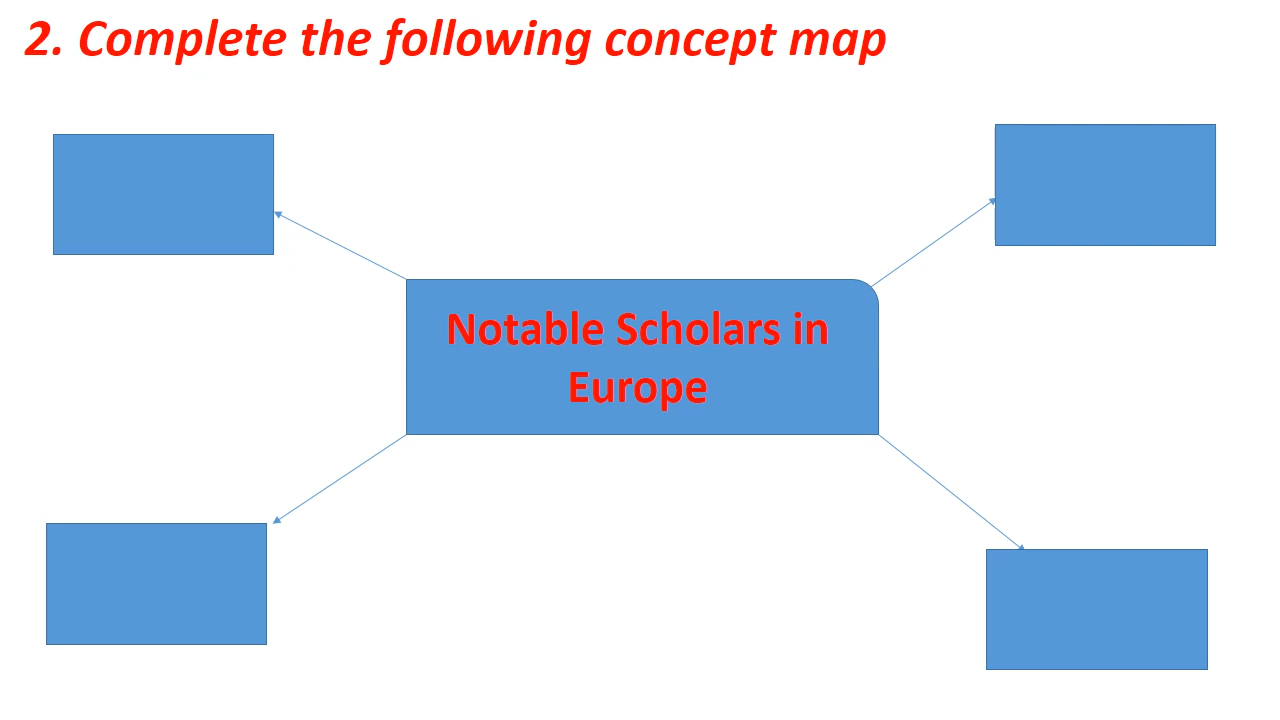 2. Complete the following concept map
Notable Scholars in
Europe